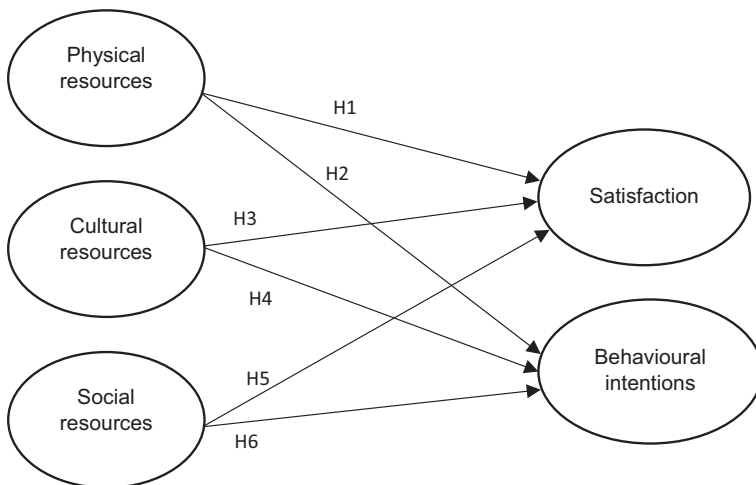 Physical
resources
H1
H2
Satisfaction
Cultural
resources
H3
H4
Behavioural
intentions
Social
resources
H5
H6